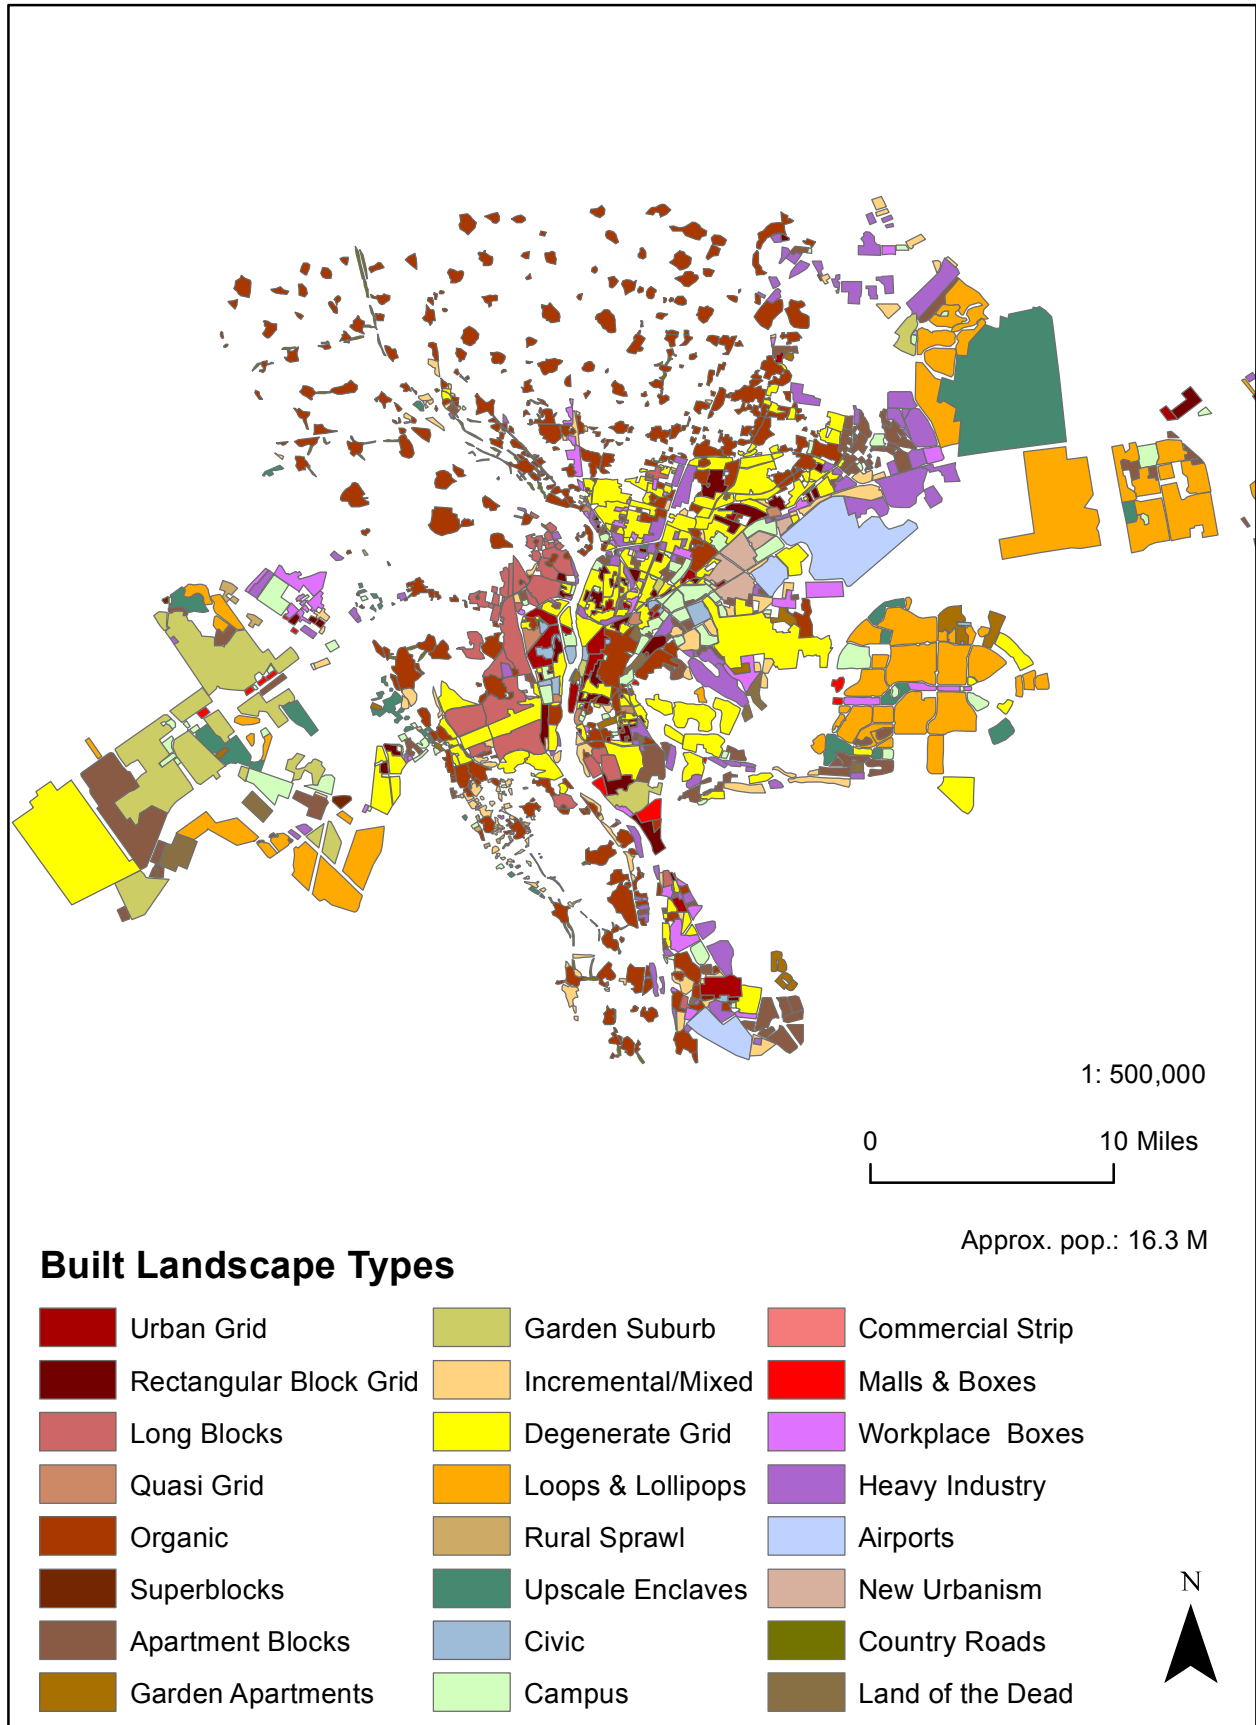 1: 500,000
0 10 Miles
Approx. pop.: 16.3 M
Built Landscape Types
Urban Grid
Rectangular Block Grid
Long Blocks
Quasi Grid
Organic
Superblocks
Apartment Blocks
Garden Apartments
Garden Suburb
Incremental/Mixed
Degenerate Grid
Loops & Lollipops
Rural Sprawl
Upscale Enclaves
Civic
Campus
Commercial Strip
Malls & Boxes
Workplace  Boxes
Heavy Industry
Airports
New Urbanism
Country Roads
Land of the Dead
N